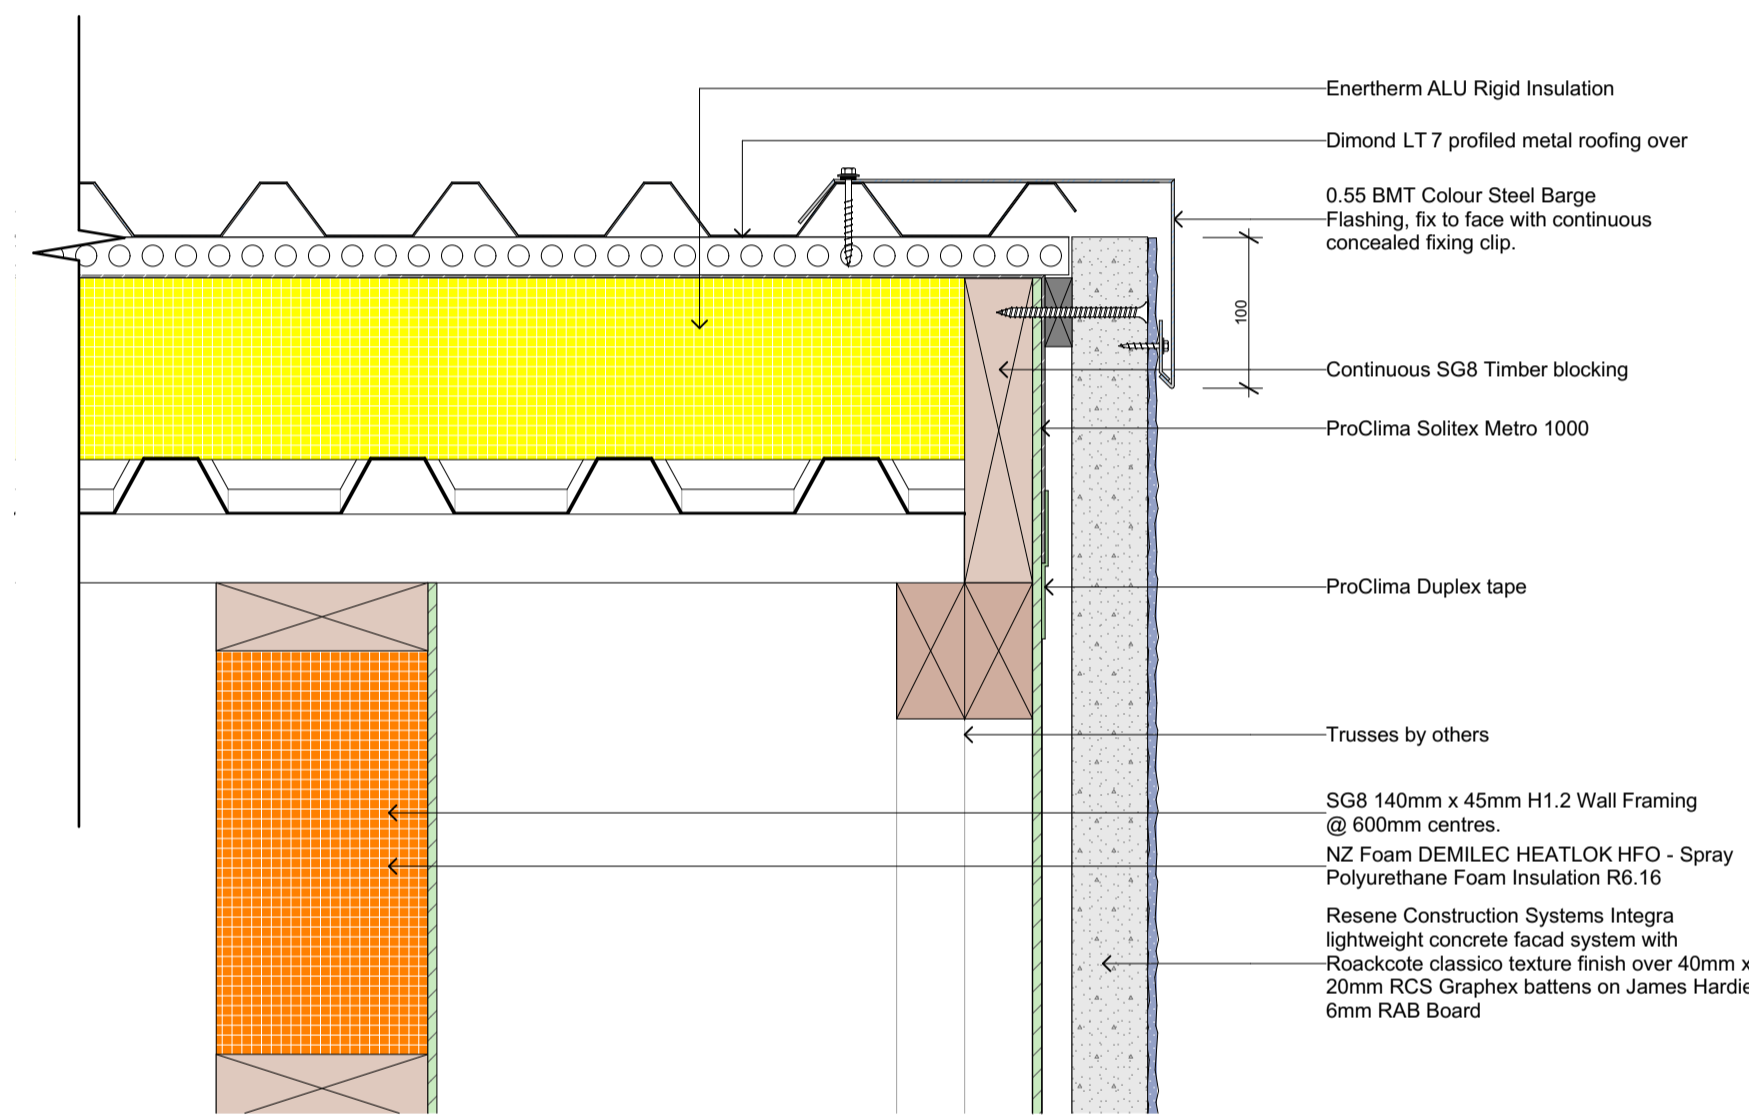 Enertherm ALU Rigid Insulation
Dimond LT 7 profiled metal roofing over
0.55 BMT Colour Steel Barge
Flashing, fix to face with continuous
concealed fixing clip.
100
Continuous SG8 Timber blocking
ProClima Solitex Metro 1000
ProClima Duplex tape
Trusses by others
SG8 140mm x 45mm H1.2 Wall Framing
@ 600mm centres.
NZ Foam DEMILEC HEATLOK HFO - Spray
Polyurethane Foam Insulation R6.16
Resene Construction Systems Integra
lightweight concrete facad system with
Roackcote classico texture finish over 40mm x
20mm RCS Graphex battens on James Hardie
6mm RAB Board